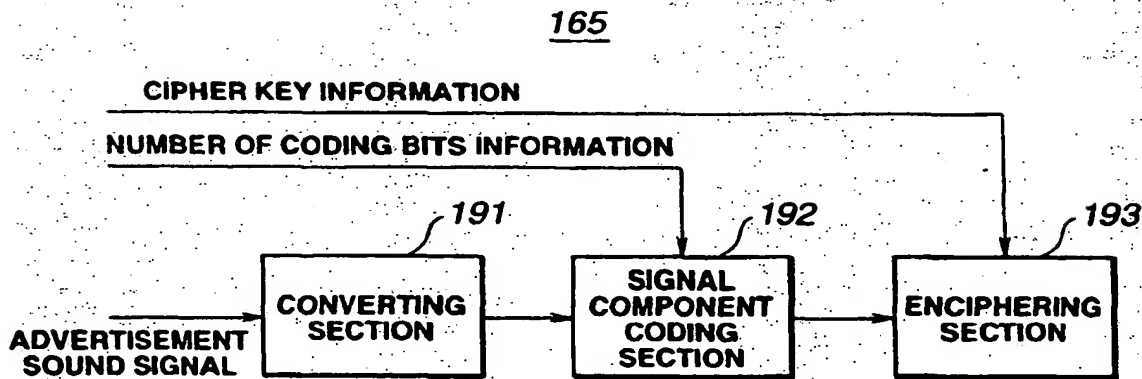 165
CIPHER KEY INFORMATION
NUMBER OF CODING BITS INFORMATION
191
192
193
CONVERTING
SECTION
SIGNAL
COMPONENT
CODING
SECTION
ENCIPHERING
SECTION
ADVERTISEMENT
SOUND SIGNAL